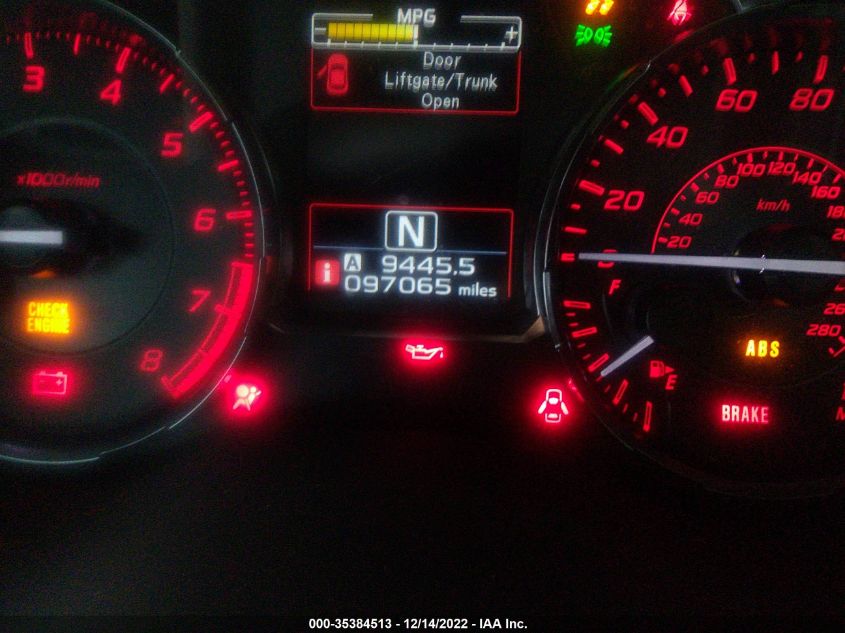 MPG
- +
Door
Liftgate/Trunk
Open
3
4
5
6
7
8
x1000r/min
CHECK
ENGINE
N
A 9445.5
i 097065 miles
20
40
60
80
20
40
60
80
100
120
140
160
km/h
280
F
E
ABS
BRAKE
000-35384513 - 12/14/2022 - IAA Inc.